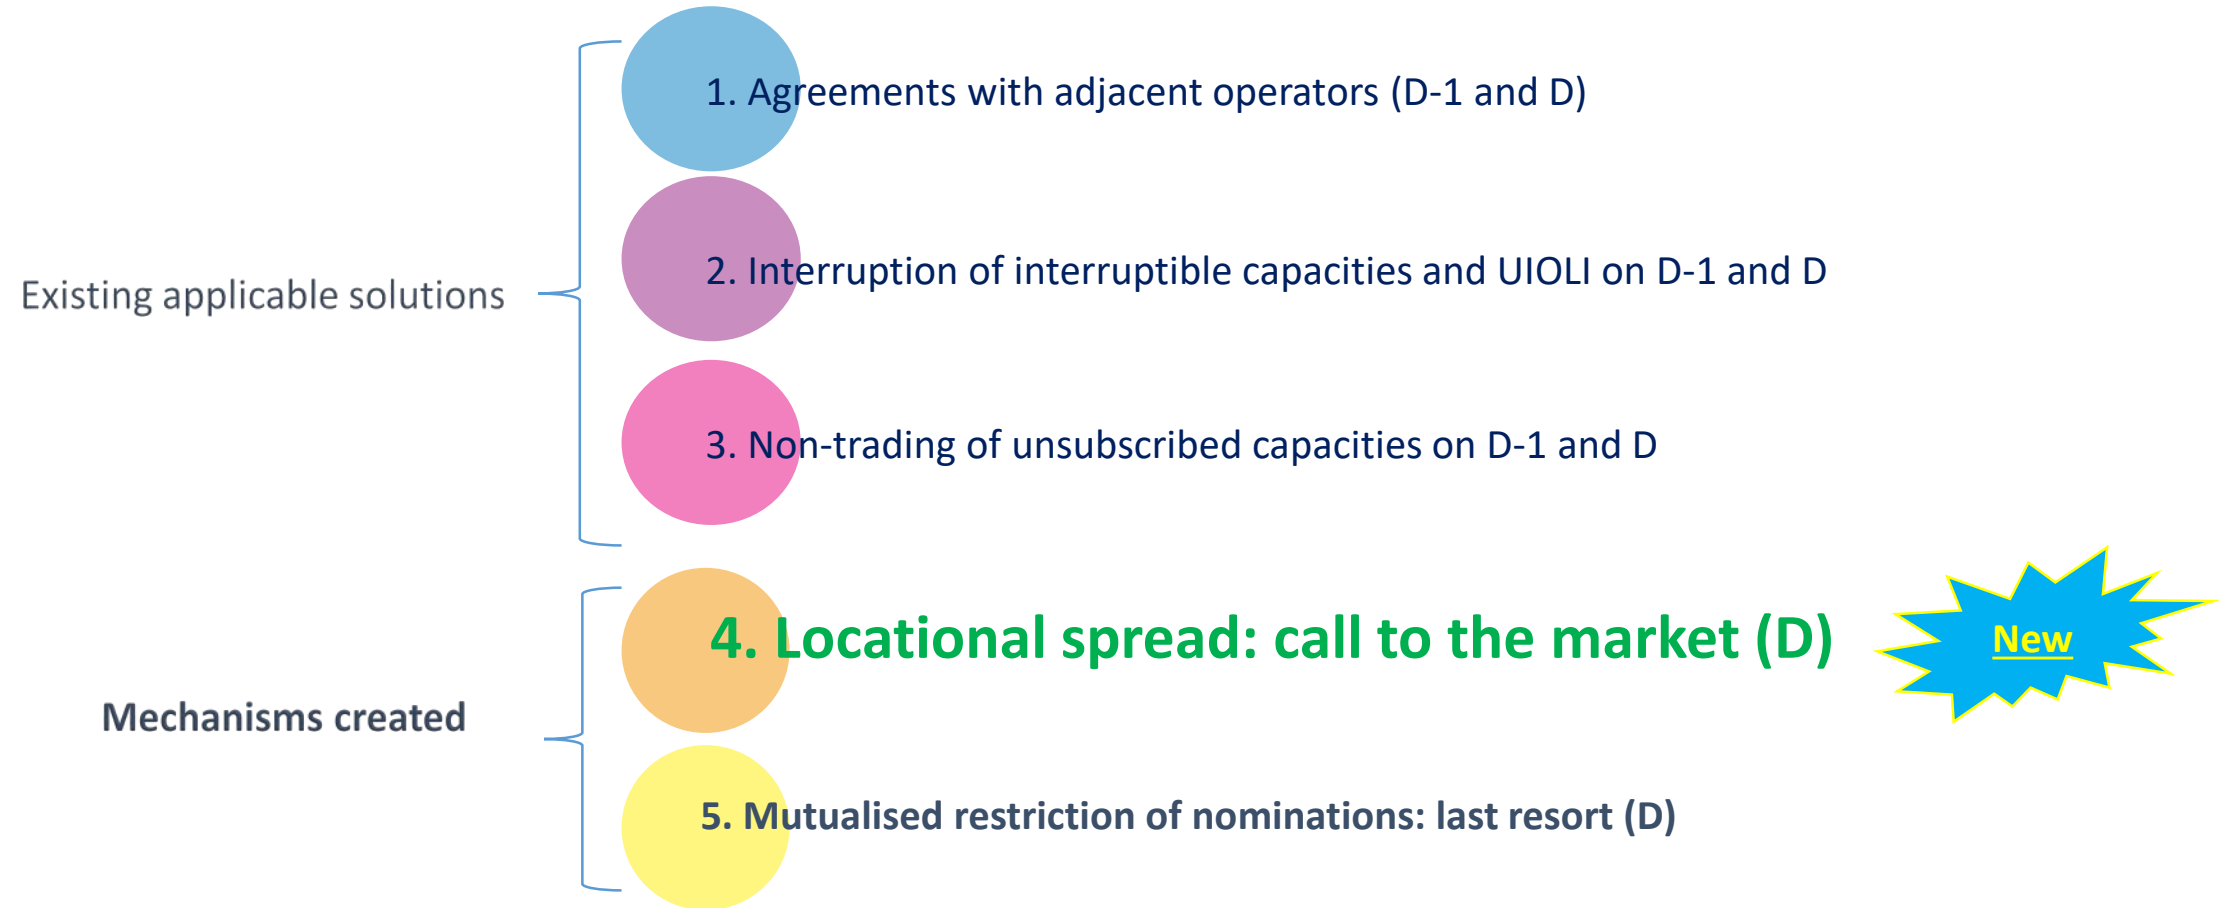 1. Agreements with adjacent operators (D-1 and D)
2. Interruption of interruptible capacities and UIOLI on D-1 and D
Existing applicable solutions
3. Non-trading of unsubscribed capacities on D-1 and D
4. Locational spread: call to the market (D)
New
Mechanisms created
5. Mutualised restriction of nominations: last resort (D)